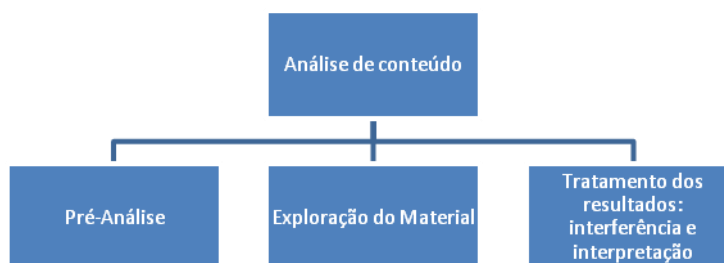 Análise de conteúdo
Pré-Análise
Exploração do Material
Tratamento dos
resultados:
interferência e
interpretação